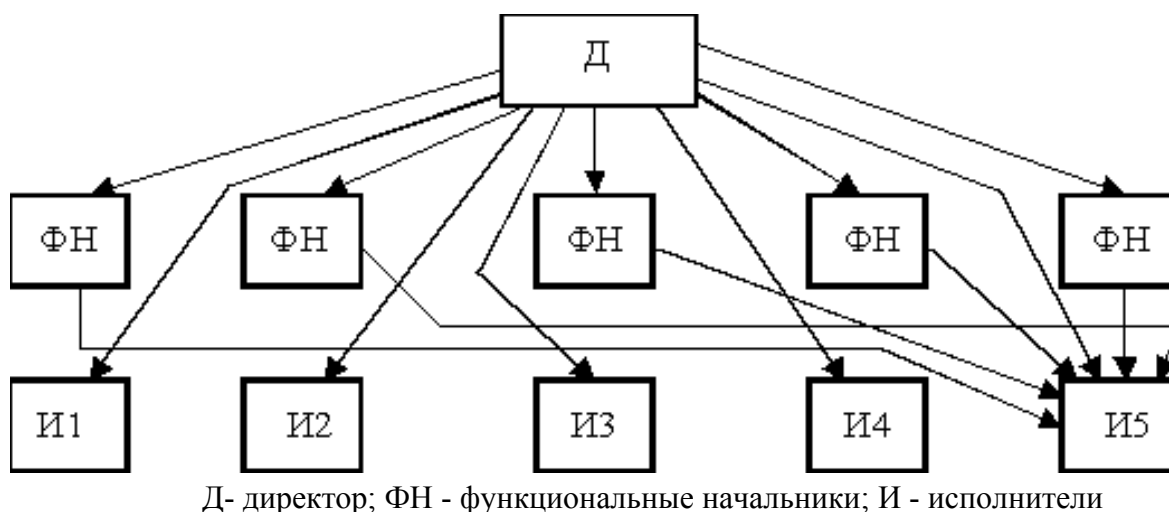 Д
ФН ФН ФН ФН ФН
И1 И2 И3 И4 И5
Д- директор; ФН - функциональные начальники; И - исполнители